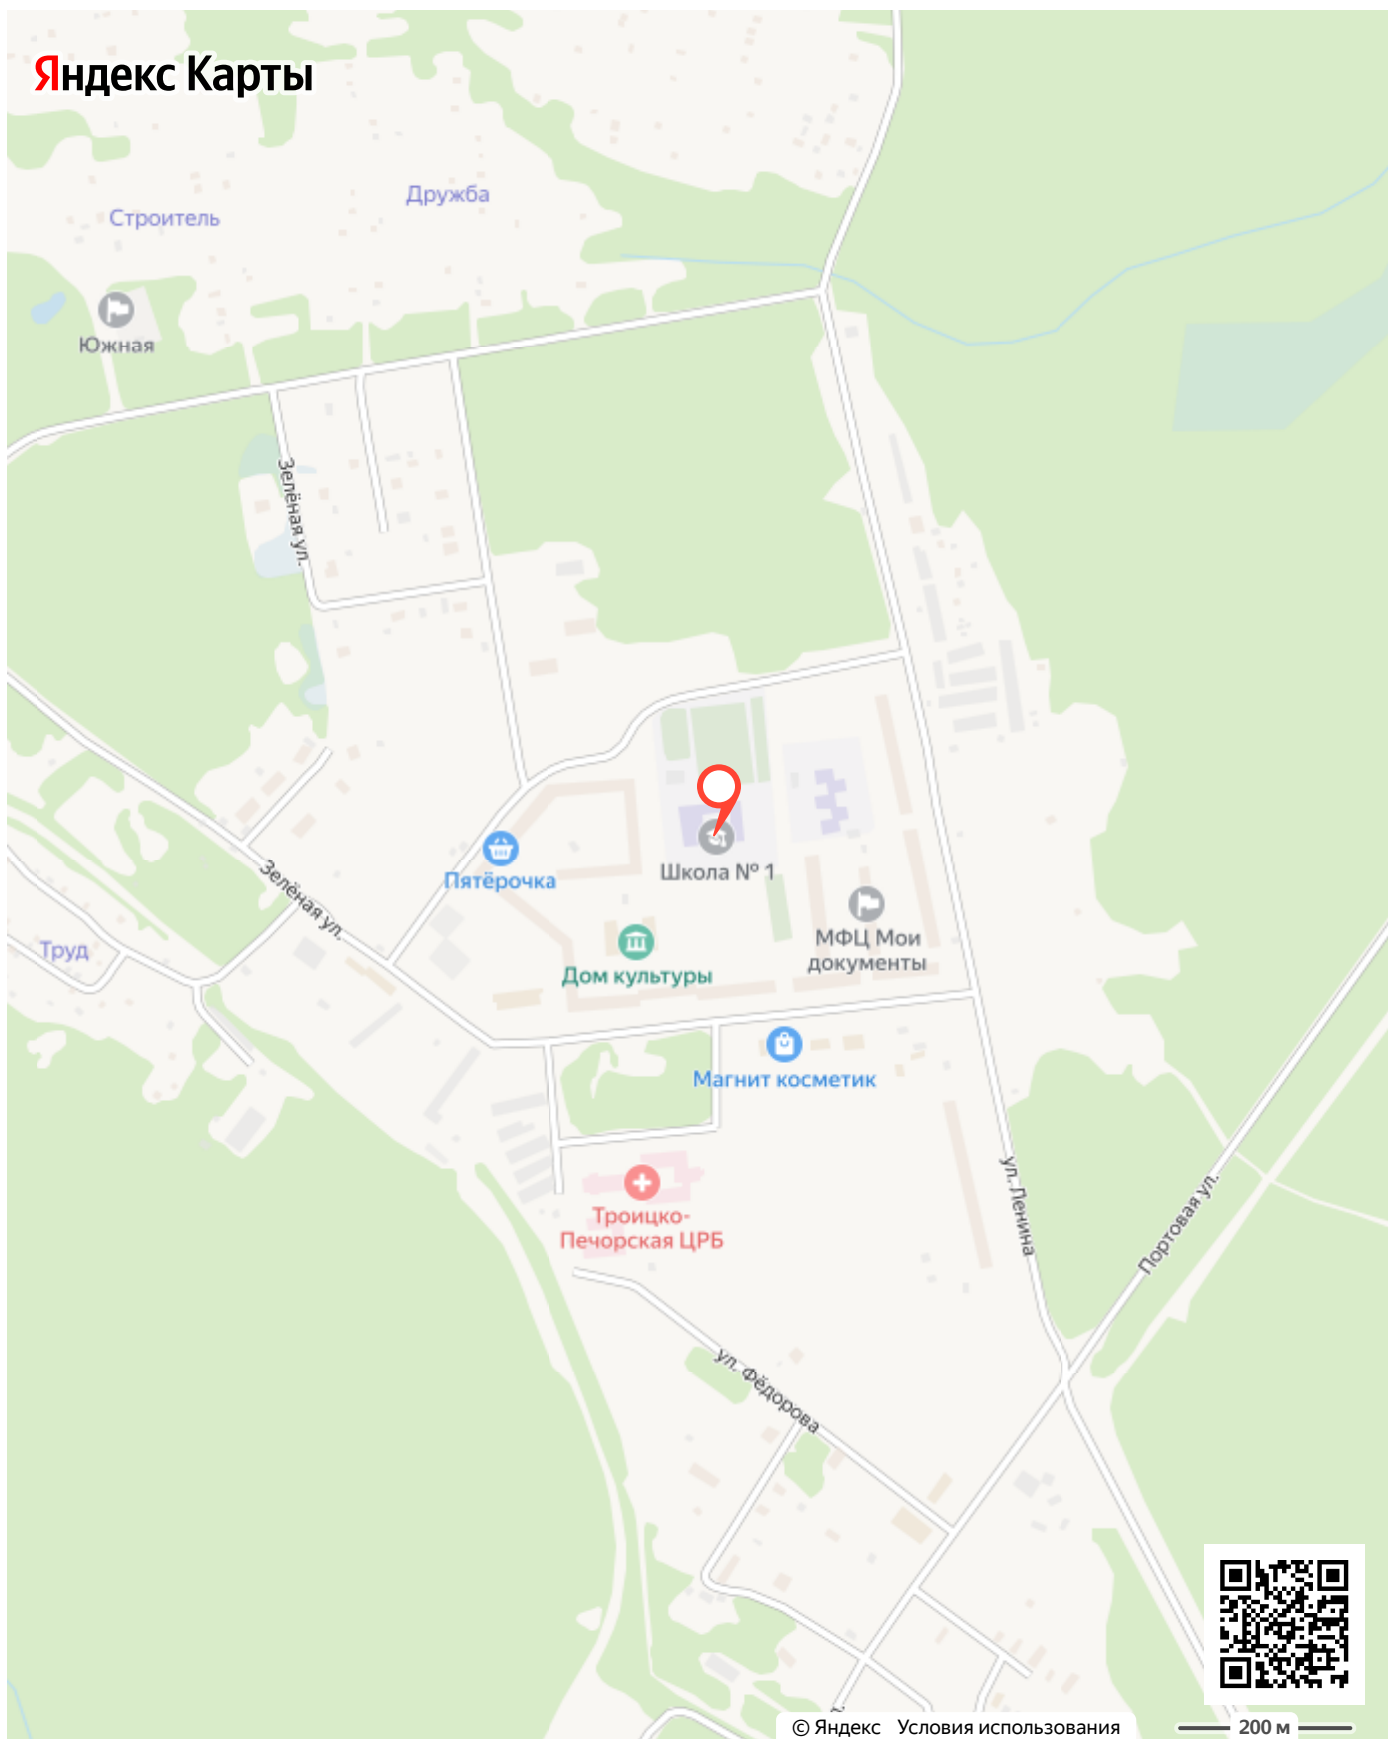 Яндекс Карты
Дружба
Строитель
Южная
Зелёная ул.
Школа № 1
Пятёрочка
Зелёная ул.
МФЦ Мои
документы
Труд
Дом культуры
Магнит косметик
ул. Ленина
Портовая ул.
Троицко-
Печорская ЦРБ
ул. Фёдорова
© Яндекс Условия использования
200 м